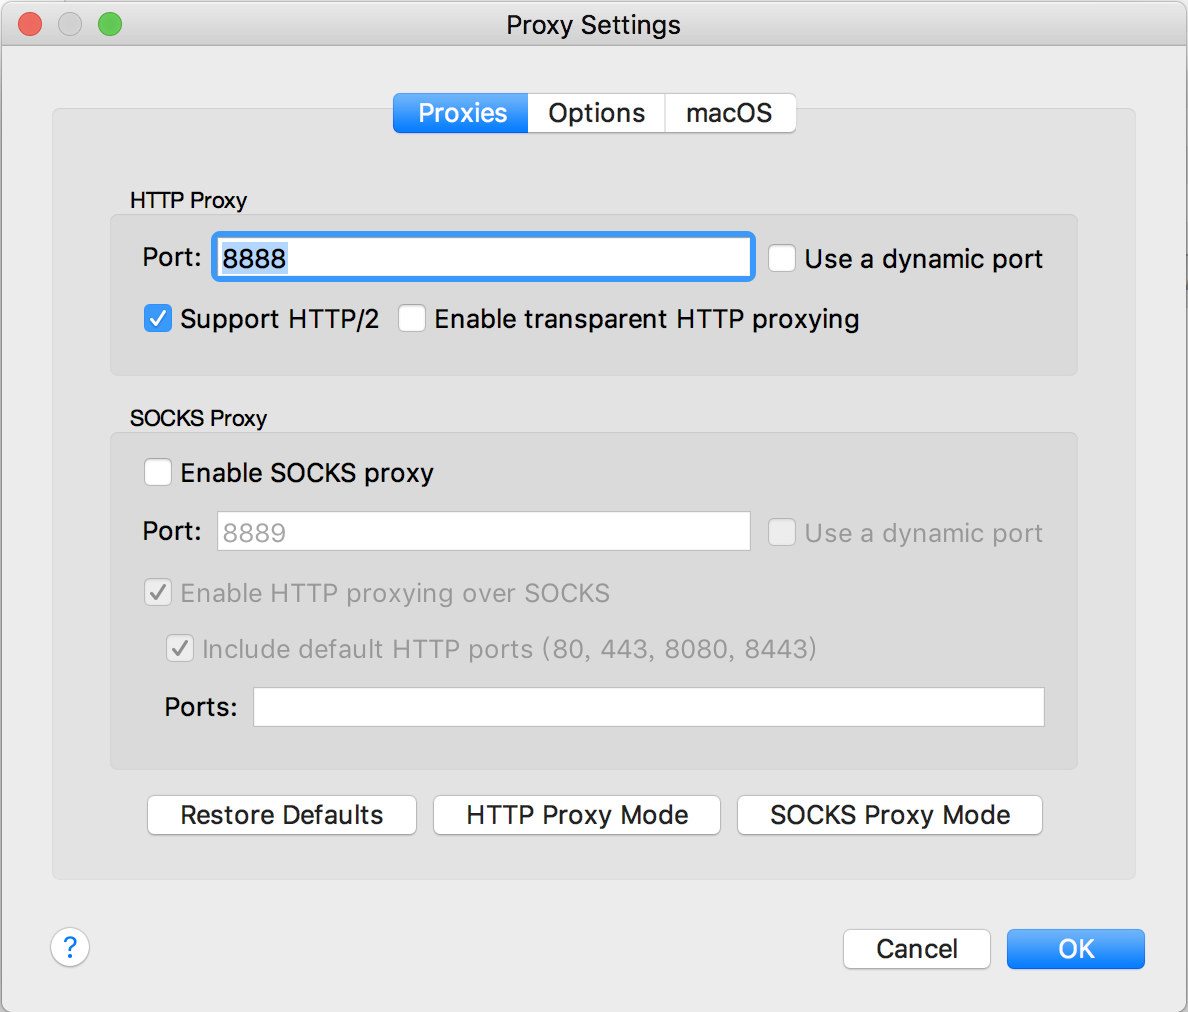 Proxy Settings
Proxies Options macOS
HTTP Proxy
Port: 8888 Use a dynamic port
Support HTTP/2 Enable transparent HTTP proxying
SOCKS Proxy
Enable SOCKS proxy
Port: 8889 Use a dynamic port
Enable HTTP proxying over SOCKS
Include default HTTP ports (80, 443, 8080, 8443)
Ports:
Restore Defaults HTTP Proxy Mode SOCKS Proxy Mode
? Cancel OK